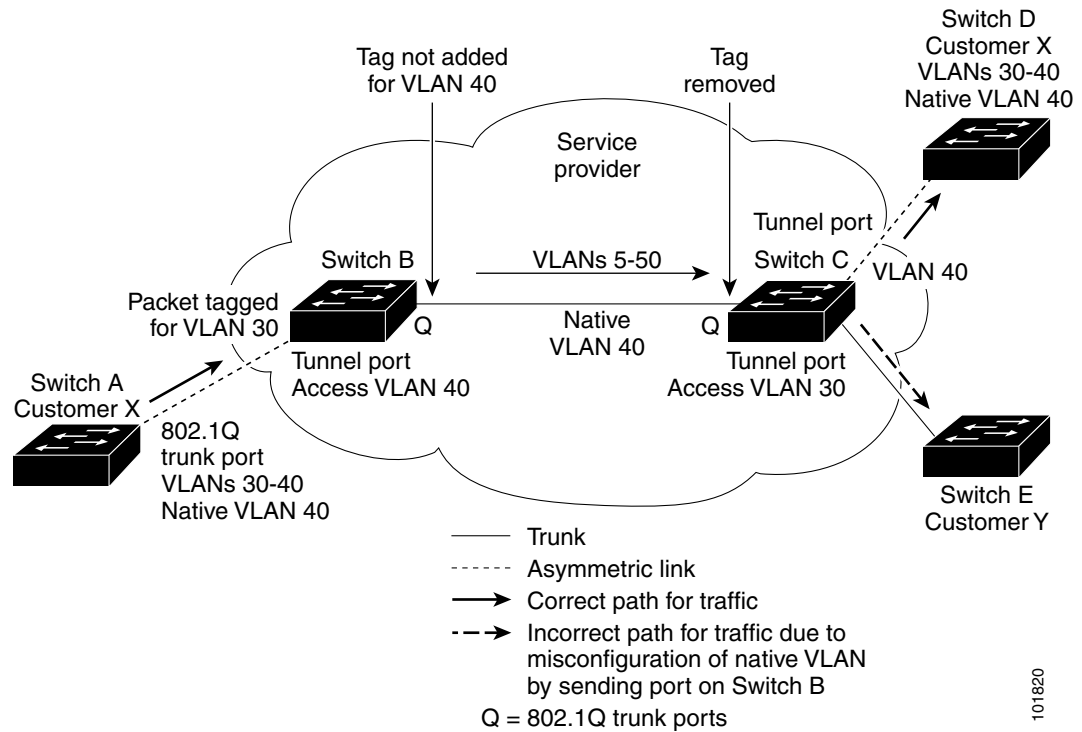 Tag not added
for VLAN 40
Tag
removed
Switch D
Customer X
VLANs 30-40
Native VLAN 40
Service
provider
Tunnel port
Switch B
VLANs 5-50
Switch C
VLAN 40
Packet tagged
for VLAN 30
Q
Native
VLAN 40
Q
Tunnel port
Access VLAN 40
Tunnel port
Access VLAN 30
Switch A
Customer X
802.1Q
trunk port
VLANs 30-40
Native VLAN 40
Switch E
Customer Y
Trunk
Asymmetric link
Correct path for traffic
Incorrect path for traffic due to
misconfiguration of native VLAN
by sending port on Switch B
Q = 802.1Q trunk ports
101820